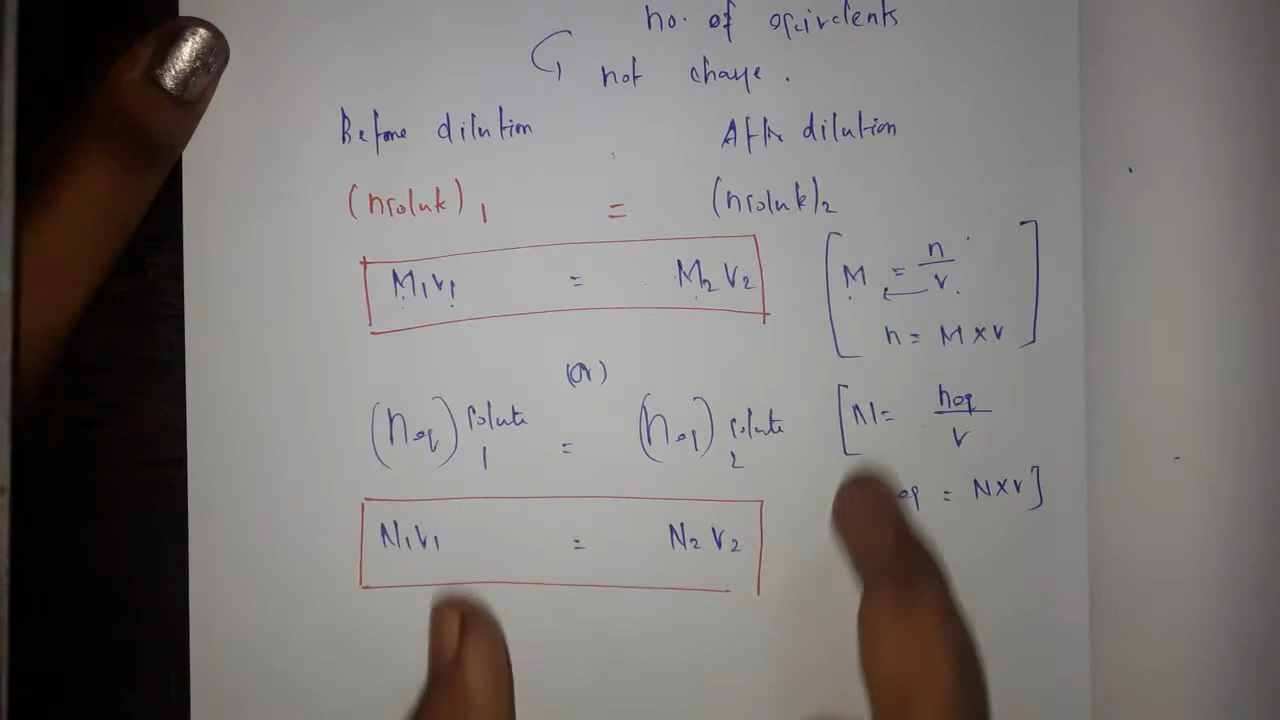 no. of equivalents
not change.
Before dilution After dilution
(nsolute)1 = (nsolute)2
M1V1 = M2V2
[M = n/V
n = M×V]
(or)
(neq)solute 1 = (neq)solute 2
[N = neq/V
eq = N×V]
N1V1 = N2V2